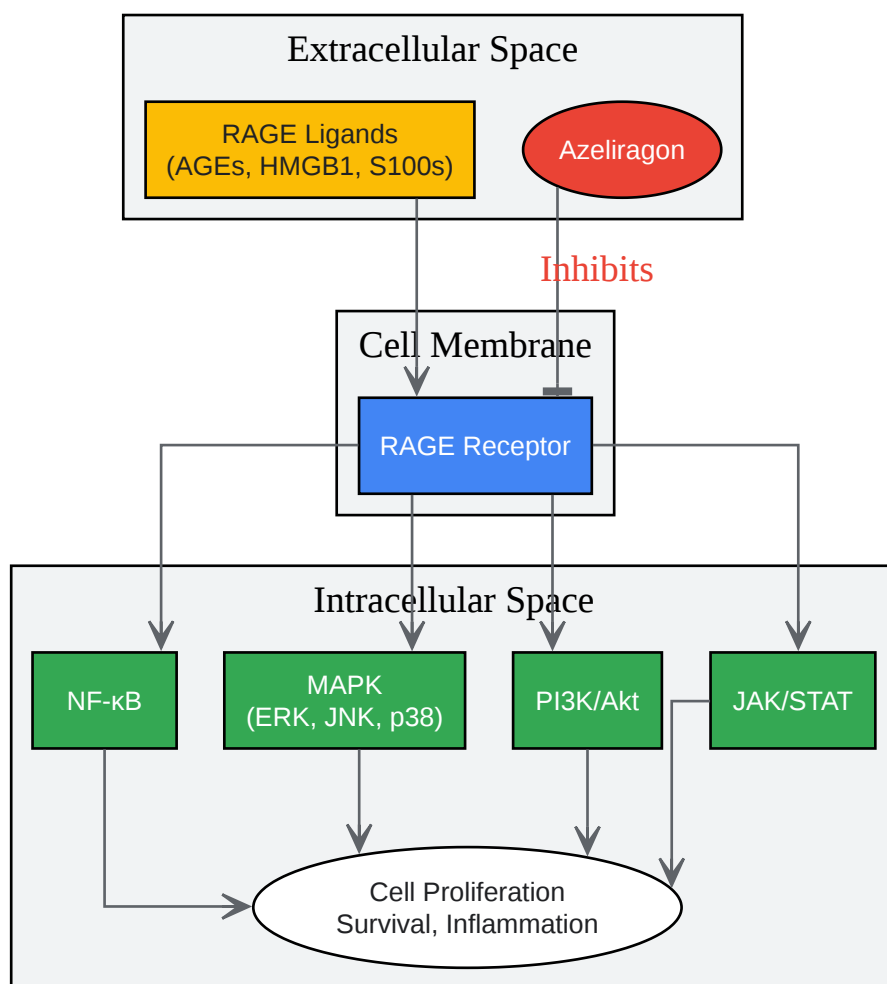 Extracellular Space
RAGE Ligands
(AGEs, HMGB1, S100s)
Azeliragon
Inhibits
Cell Membrane
RAGE Receptor
Intracellular Space
NF-κB
MAPK
(ERK, JNK, p38)
PI3K/Akt
JAK/STAT
Cell Proliferation
Survival, Inflammation